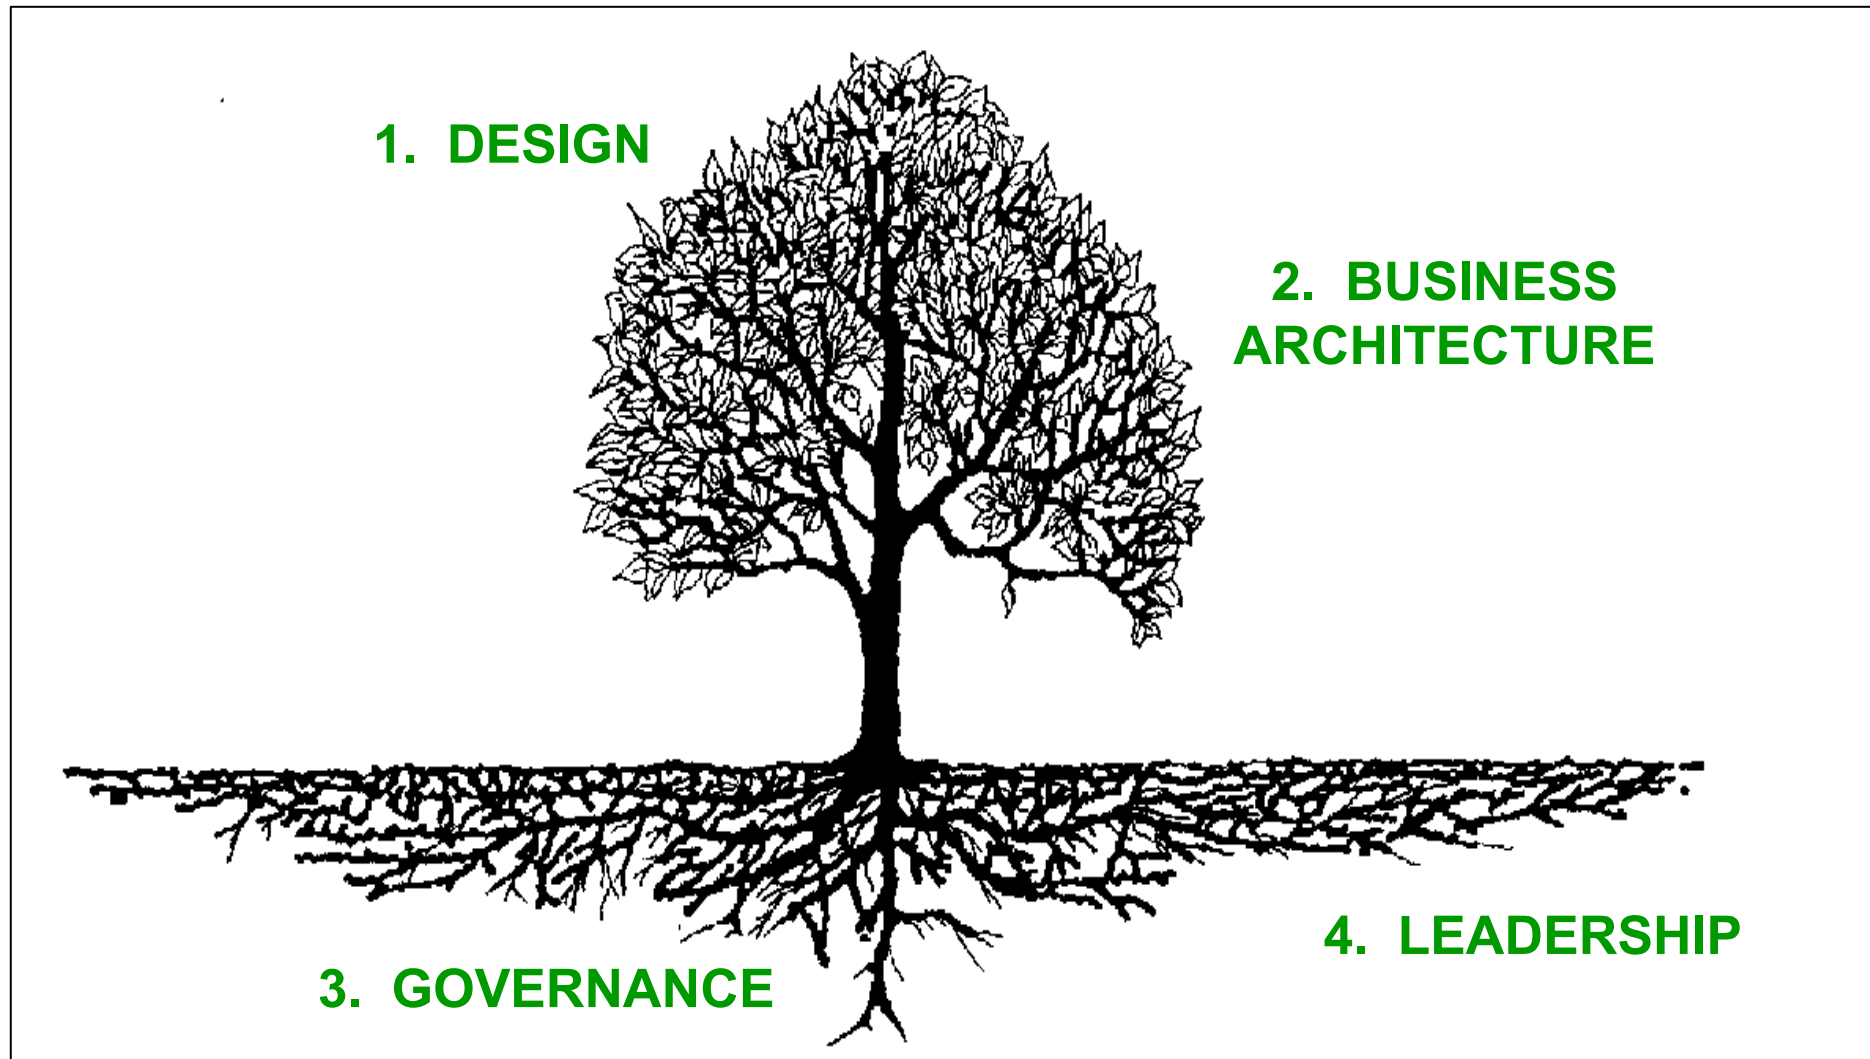 1. DESIGN
2. BUSINESS
ARCHITECTURE
3. GOVERNANCE
4. LEADERSHIP